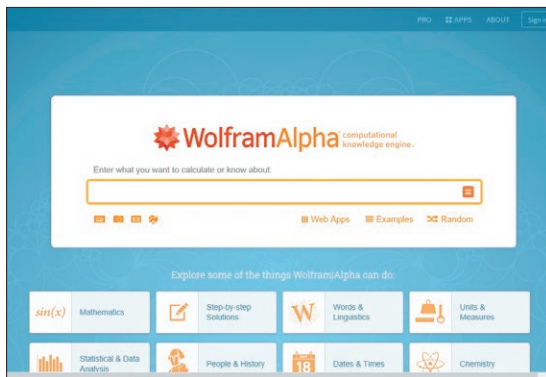 PRO APPS ABOUT Sign in
WolframAlpha computational
knowledge engine.
Enter what you want to calculate or know about:
Web Apps Examples Random
Explore some of the things Wolfram|Alpha can do:
sin(x) Mathematics
Step-by-step
Solutions
W Words &
Linguistics
Units &
Measures
Statistical & Data
Analysis
People & History
18 Dates & Times
Chemistry